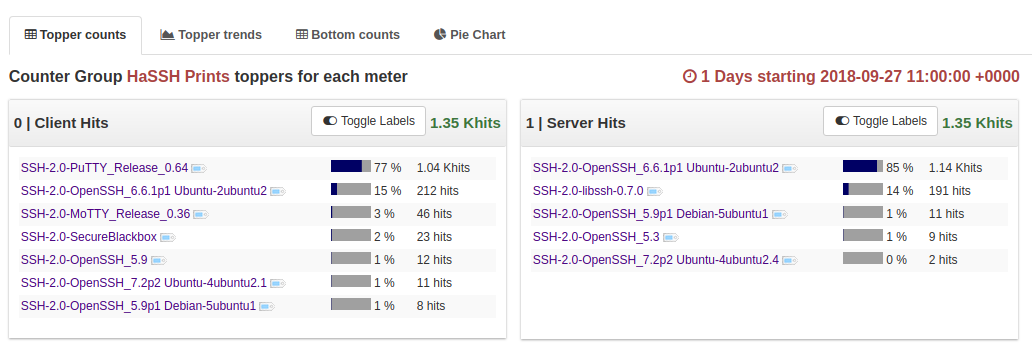 Topper counts Topper trends Bottom counts Pie Chart
Counter Group HaSSH Prints toppers for each meter
1 Days starting 2018-09-27 11:00:00 +0000
0 | Client Hits Toggle Labels 1.35 Khits
SSH-2.0-PuTTY_Release_0.64 77 % 1.04 Khits
SSH-2.0-OpenSSH_6.6.1p1 Ubuntu-2ubuntu2 15 % 212 hits
SSH-2.0-MoTTY_Release_0.36 3 % 46 hits
SSH-2.0-SecureBlackbox 2 % 23 hits
SSH-2.0-OpenSSH_5.9 1 % 12 hits
SSH-2.0-OpenSSH_7.2p2 Ubuntu-4ubuntu2.1 1 % 11 hits
SSH-2.0-OpenSSH_5.9p1 Debian-5ubuntu1 1 % 8 hits
1 | Server Hits Toggle Labels 1.35 Khits
SSH-2.0-OpenSSH_6.6.1p1 Ubuntu-2ubuntu2 85 % 1.14 Khits
SSH-2.0-libssh-0.7.0 14 % 191 hits
SSH-2.0-OpenSSH_5.9p1 Debian-5ubuntu1 1 % 11 hits
SSH-2.0-OpenSSH_5.3 1 % 9 hits
SSH-2.0-OpenSSH_7.2p2 Ubuntu-4ubuntu2.4 0 % 2 hits